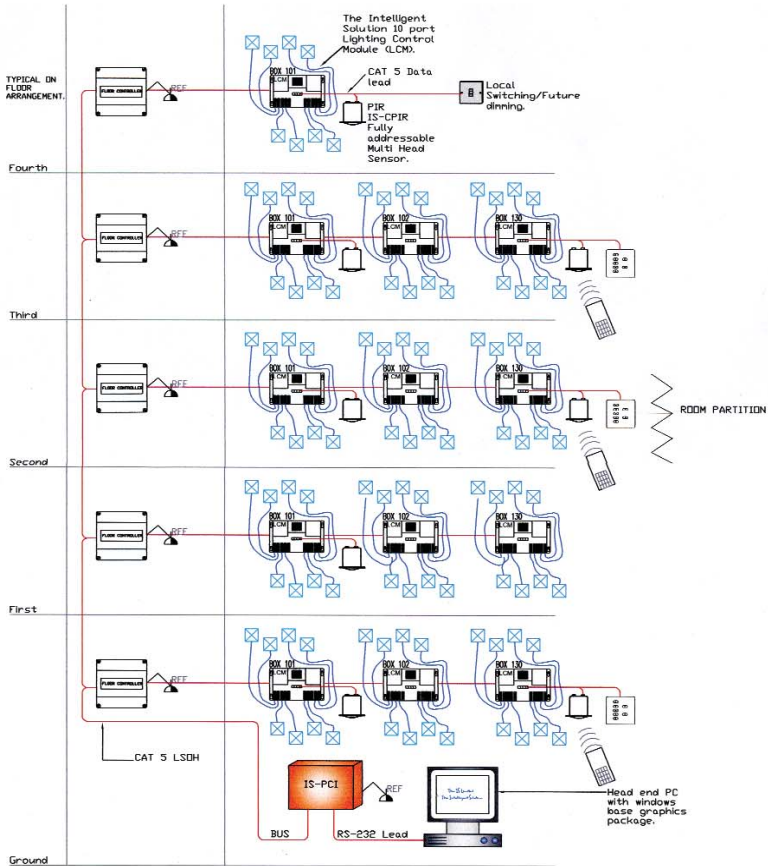 The Intelligent
Solution 10 port
Lighting Control
Module (LCM).
TYPICAL ON
FLOOR
ARRANGEMENT.
FLOOR CONTROLLER
REF
BOX 101
LCM
CAT 5 Data
lead
PIR
IS-CPIR
Fully
addressable
Multi Head
Sensor.
Local
Switching/Future
dimming.
Fourth
FLOOR CONTROLLER
REF
BOX 101
LCM
BOX 102
LCM
BOX 130
LCM
Third
FLOOR CONTROLLER
REF
BOX 101
LCM
BOX 102
LCM
BOX 130
LCM
ROOM PARTITION
Second
FLOOR CONTROLLER
REF
BOX 101
LCM
BOX 102
LCM
BOX 130
LCM
First
FLOOR CONTROLLER
REF
BOX 101
LCM
BOX 102
LCM
BOX 130
LCM
CAT 5 LSOH
IS-PCI
REF
BUS
RS-232 Lead
Head end PC
with windows
base graphics
package.
Ground